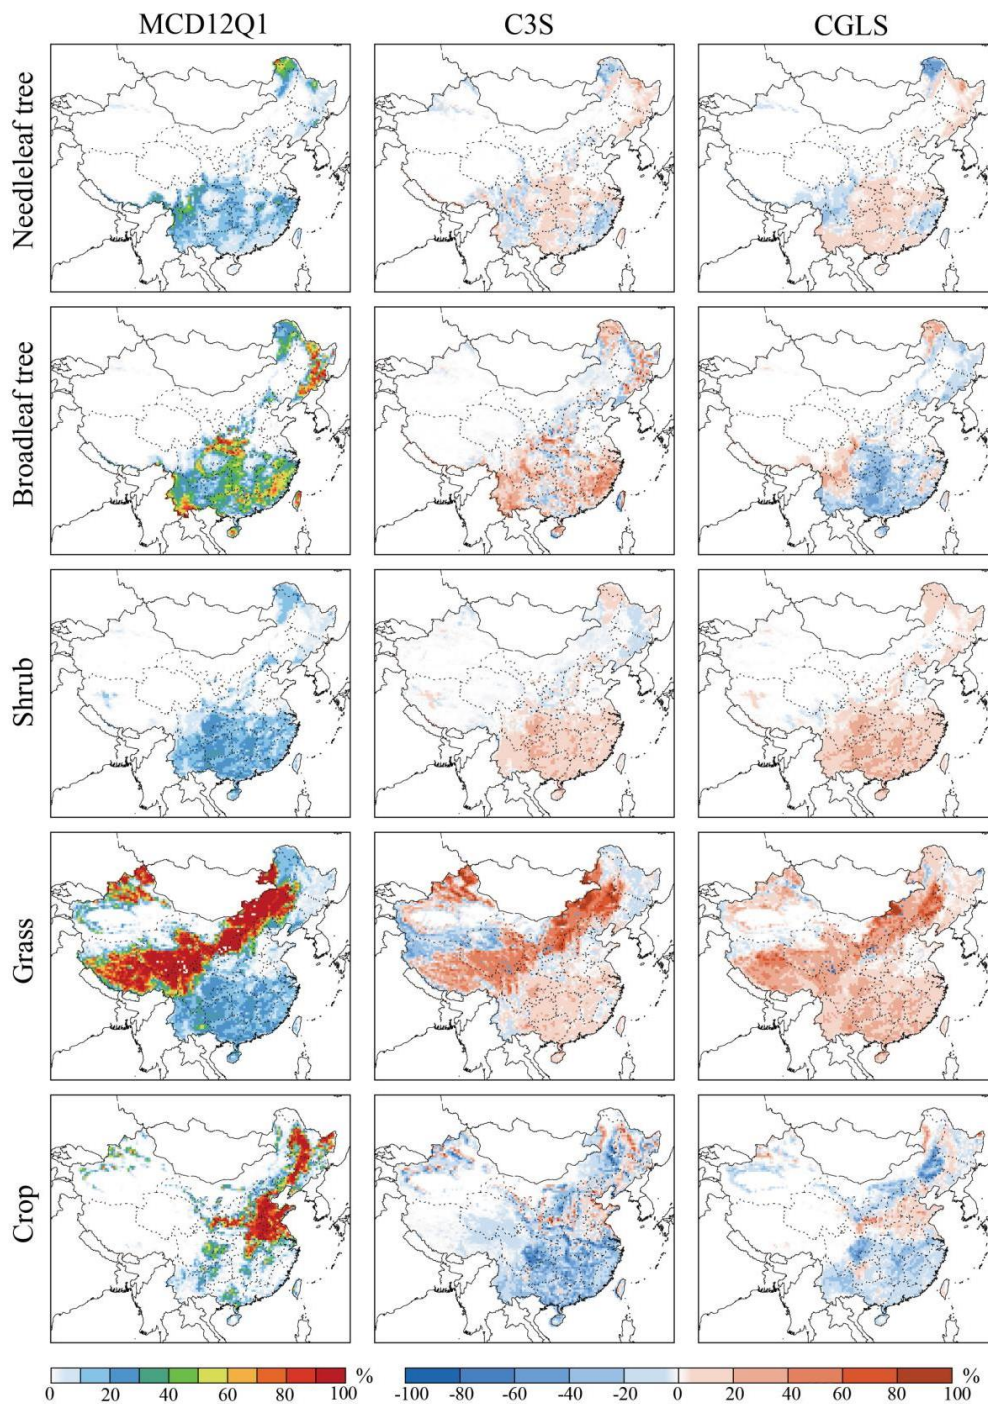 MCD12Q1 C3S CGLS
Needleleaf tree
Broadleaf tree
Shrub
Grass
Crop
0 20 40 60 80 100 %
-100 -80 -60 -40 -20 0 20 40 60 80 100 %